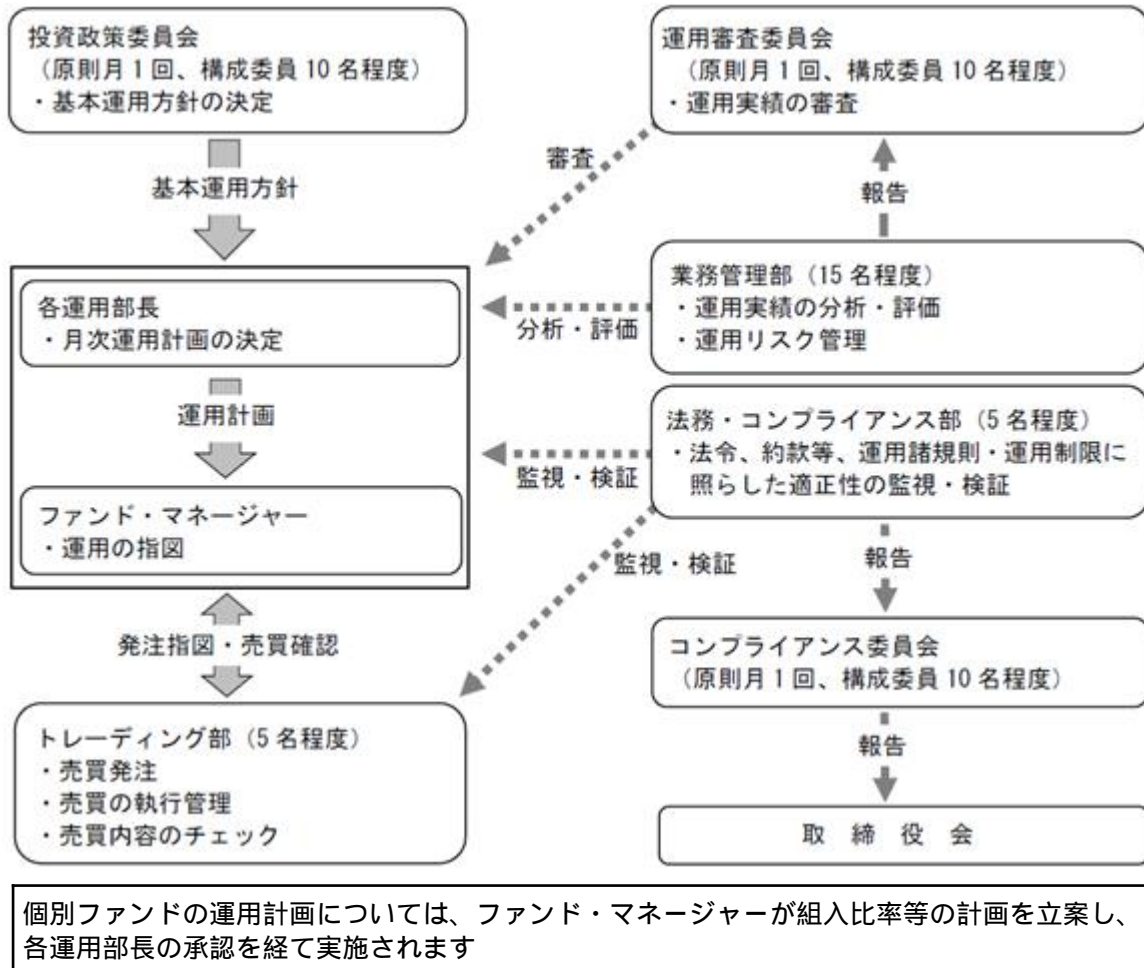 投資政策委員会
（原則月1回、構成委員10名程度）
・基本運用方針の決定
基本運用方針
各運用部長
・月次運用計画の決定
運用計画
ファンド・マネージャー
・運用の指図
発注指図・売買確認
トレーディング部（5名程度）
・売買発注
・売買の執行管理
・売買内容のチェック
運用審査委員会
（原則月1回、構成委員10名程度）
・運用実績の審査
審査
報告
業務管理部（15名程度）
・運用実績の分析・評価
・運用リスク管理
分析・評価
法務・コンプライアンス部（5名程度）
・法令、約款等、運用諸規則・運用制限に
照らした適正性の監視・検証
監視・検証
監視・検証
報告
コンプライアンス委員会
（原則月1回、構成委員10名程度）
報告
取締役会
個別ファンドの運用計画については、ファンド・マネージャーが組入比率等の計画を立案し、
各運用部長の承認を経て実施されます